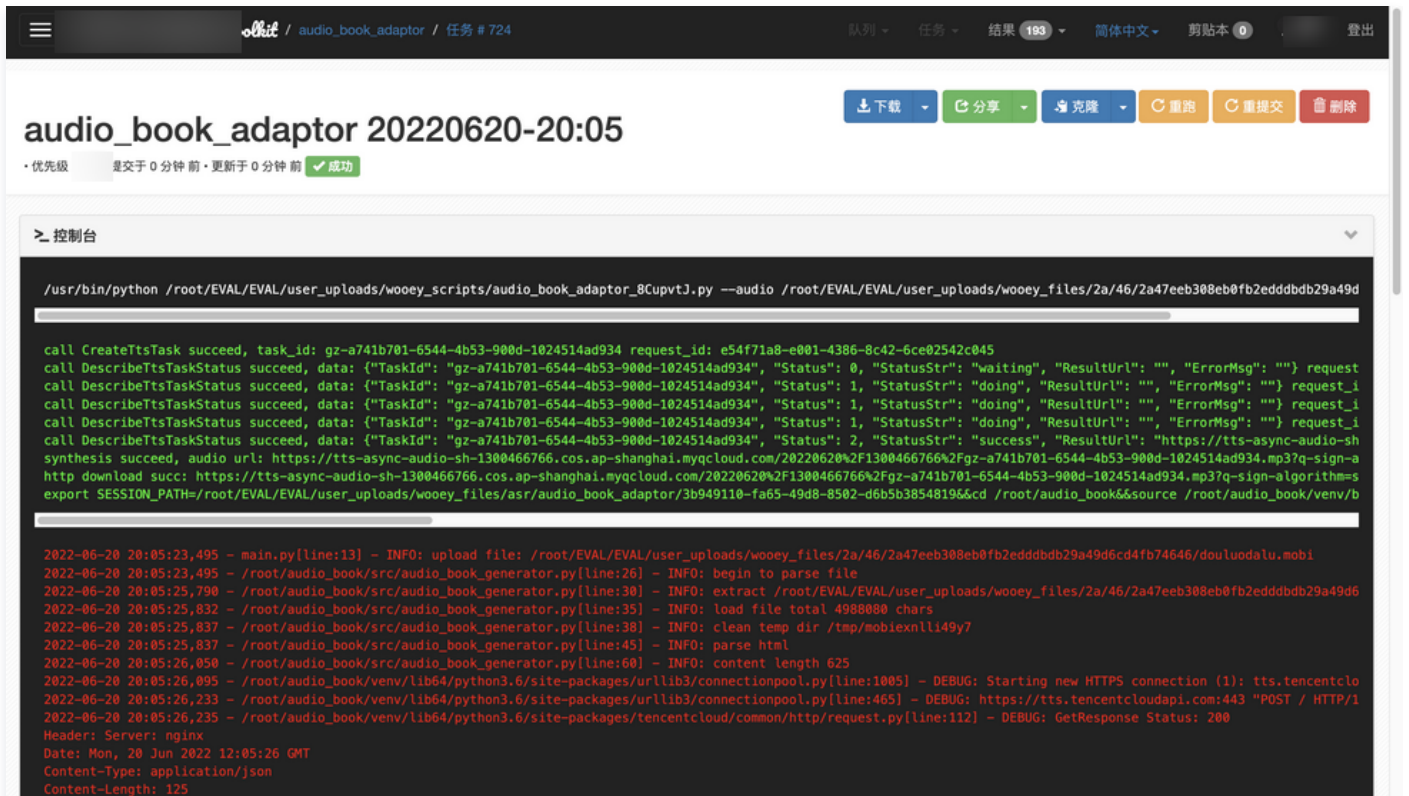 olkit / audio_book_adaptor / 任务 # 724 队列 任务 结果 193 简体中文 剪贴本 0 登出
下载 分享 克隆 重跑 重提交 删除
audio_book_adaptor 20220620-20:05
・优先级 提交于 0 分钟 前・更新于 0 分钟 前 成功
>_ 控制台
/usr/bin/python /root/EVAL/EVAL/user_uploads/wooey_scripts/audio_book_adaptor_8CupvtJ.py --audio /root/EVAL/EVAL/user_uploads/wooey_files/2a/46/2a47eeb308eb0fb2edddbdb29a49d
call CreateTtsTask succeed, task_id: gz-a741b701-6544-4b53-900d-1024514ad934 request_id: e54f71a8-e001-4386-8c42-6ce02542c045
call DescribeTtsTaskStatus succeed, data: {"TaskId": "gz-a741b701-6544-4b53-900d-1024514ad934", "Status": 0, "StatusStr": "waiting", "ResultUrl": "", "ErrorMsg": ""} request
call DescribeTtsTaskStatus succeed, data: {"TaskId": "gz-a741b701-6544-4b53-900d-1024514ad934", "Status": 1, "StatusStr": "doing", "ResultUrl": "", "ErrorMsg": ""} request_i
call DescribeTtsTaskStatus succeed, data: {"TaskId": "gz-a741b701-6544-4b53-900d-1024514ad934", "Status": 1, "StatusStr": "doing", "ResultUrl": "", "ErrorMsg": ""} request_i
call DescribeTtsTaskStatus succeed, data: {"TaskId": "gz-a741b701-6544-4b53-900d-1024514ad934", "Status": 1, "StatusStr": "doing", "ResultUrl": "", "ErrorMsg": ""} request_i
call DescribeTtsTaskStatus succeed, data: {"TaskId": "gz-a741b701-6544-4b53-900d-1024514ad934", "Status": 2, "StatusStr": "success", "ResultUrl": "https://tts-async-audio-sh
synthesis succeed, audio url: https://tts-async-audio-sh-1300466766.cos.ap-shanghai.myqcloud.com/20220620%2F1300466766%2Fgz-a741b701-6544-4b53-900d-1024514ad934.mp3?q-sign-a
http download succ: https://tts-async-audio-sh-1300466766.cos.ap-shanghai.myqcloud.com/20220620%2F1300466766%2Fgz-a741b701-6544-4b53-900d-1024514ad934.mp3?q-sign-algorithm=s
export SESSION_PATH=/root/EVAL/EVAL/user_uploads/wooey_files/asr/audio_book_adaptor/3b949110-fa65-49d8-8502-d6b5b3854819&&cd /root/audio_book&&source /root/audio_book/venv/b
2022-06-20 20:05:23,495 - main.py[line:13] - INFO: upload file: /root/EVAL/EVAL/user_uploads/wooey_files/2a/46/2a47eeb308eb0fb2edddbdb29a49d6cd4fb74646/douluodalu.mobi
2022-06-20 20:05:23,495 - /root/audio_book/src/audio_book_generator.py[line:26] - INFO: begin to parse file
2022-06-20 20:05:25,790 - /root/audio_book/src/audio_book_generator.py[line:30] - INFO: extract /root/EVAL/EVAL/user_uploads/wooey_files/2a/46/2a47eeb308eb0fb2edddbdb29a49d6
2022-06-20 20:05:25,832 - /root/audio_book/src/audio_book_generator.py[line:35] - INFO: load file total 4988080 chars
2022-06-20 20:05:25,837 - /root/audio_book/src/audio_book_generator.py[line:38] - INFO: clean temp dir /tmp/mobiexnlli49y7
2022-06-20 20:05:25,837 - /root/audio_book/src/audio_book_generator.py[line:45] - INFO: parse html
2022-06-20 20:05:26,050 - /root/audio_book/src/audio_book_generator.py[line:60] - INFO: content length 625
2022-06-20 20:05:26,095 - /root/audio_book/venv/lib64/python3.6/site-packages/urllib3/connectionpool.py[line:1005] - DEBUG: Starting new HTTPS connection (1): tts.tencentclo
2022-06-20 20:05:26,233 - /root/audio_book/venv/lib64/python3.6/site-packages/urllib3/connectionpool.py[line:465] - DEBUG: https://tts.tencentcloudapi.com:443 "POST / HTTP/1
2022-06-20 20:05:26,235 - /root/audio_book/venv/lib64/python3.6/site-packages/tencentcloud/common/http/request.py[line:112] - DEBUG: GetResponse Status: 200
Header: Server: nginx
Date: Mon, 20 Jun 2022 12:05:26 GMT
Content-Type: application/json
Content-Length: 125